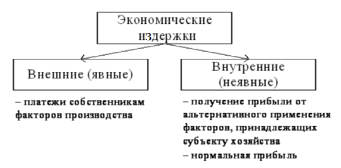 Экономические
издержки
Внешние (явные)
Внутренние
(неявные)
– платежи собственникам
факторов производства
– получение прибыли от
альтернативного применения
факторов, принадлежащих
субъекту хозяйства
– нормальная прибыль